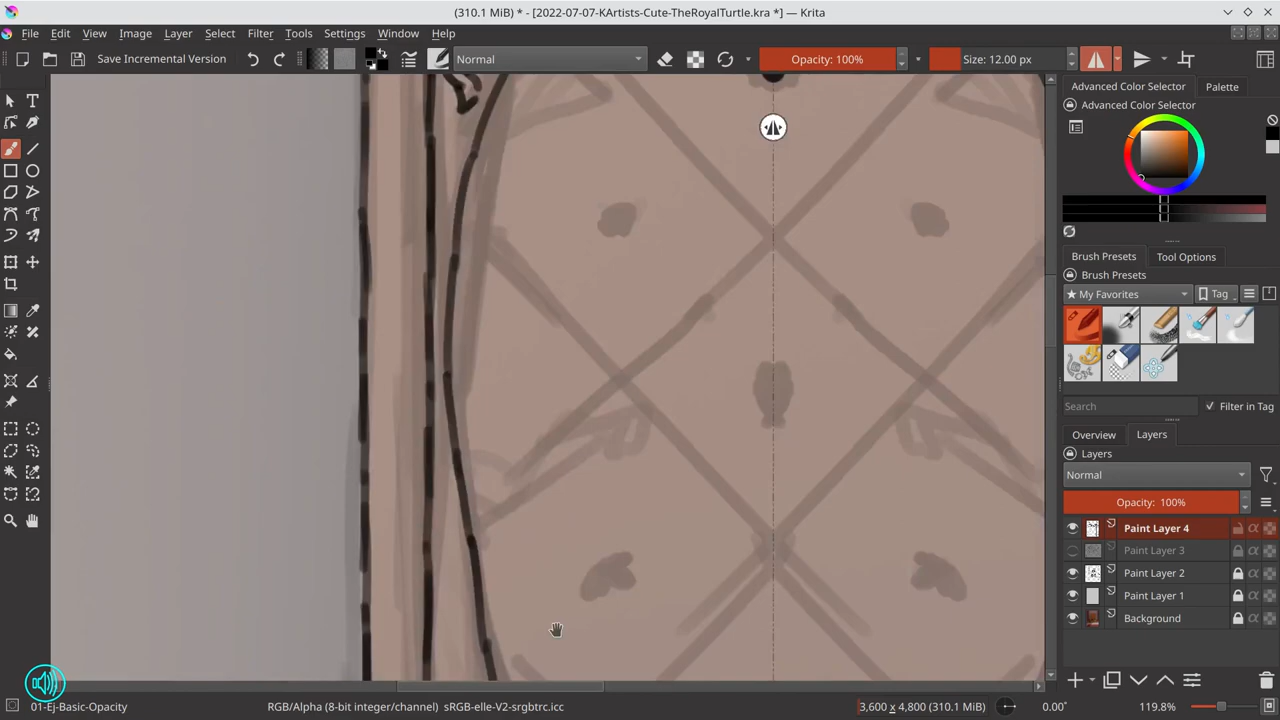 (310.1 MiB) * - [2022-07-07-KArtists-Cute-TheRoyalTurtle.kra *] — Krita
File Edit View Image Layer Select Filter Tools Settings Window Help
Save Incremental Version Normal Opacity: 100% Size: 12.00 px
Advanced Color Selector Palette
Advanced Color Selector
Brush Presets Tool Options
Brush Presets
★ My Favorites Tag
Search Filter in Tag
Overview Layers
Layers
Normal
Opacity: 100%
Paint Layer 4
Paint Layer 3
Paint Layer 2
Paint Layer 1
Background
01-Ej-Basic-Opacity RGB/Alpha (8-bit integer/channel) sRGB-elle-V2-srgbtrc.icc 3,600 x 4,800 (310.1 MiB) 0.00° 119.8%